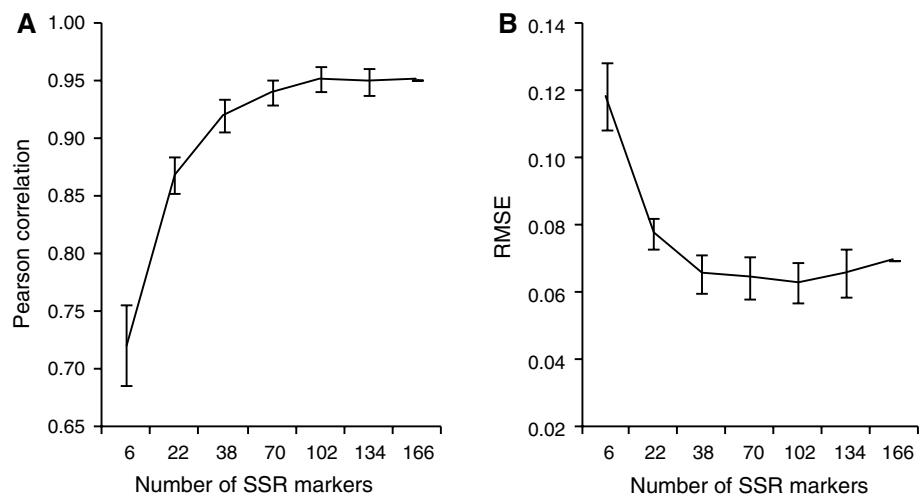 A
1.00
0.95
0.90
0.85
0.80
0.75
0.70
0.65
Pearson correlation
6 22 38 70 102 134 166
Number of SSR markers
B
0.14
0.12
0.10
0.08
0.06
0.04
0.02
RMSE
6 22 38 70 102 134 166
Number of SSR markers